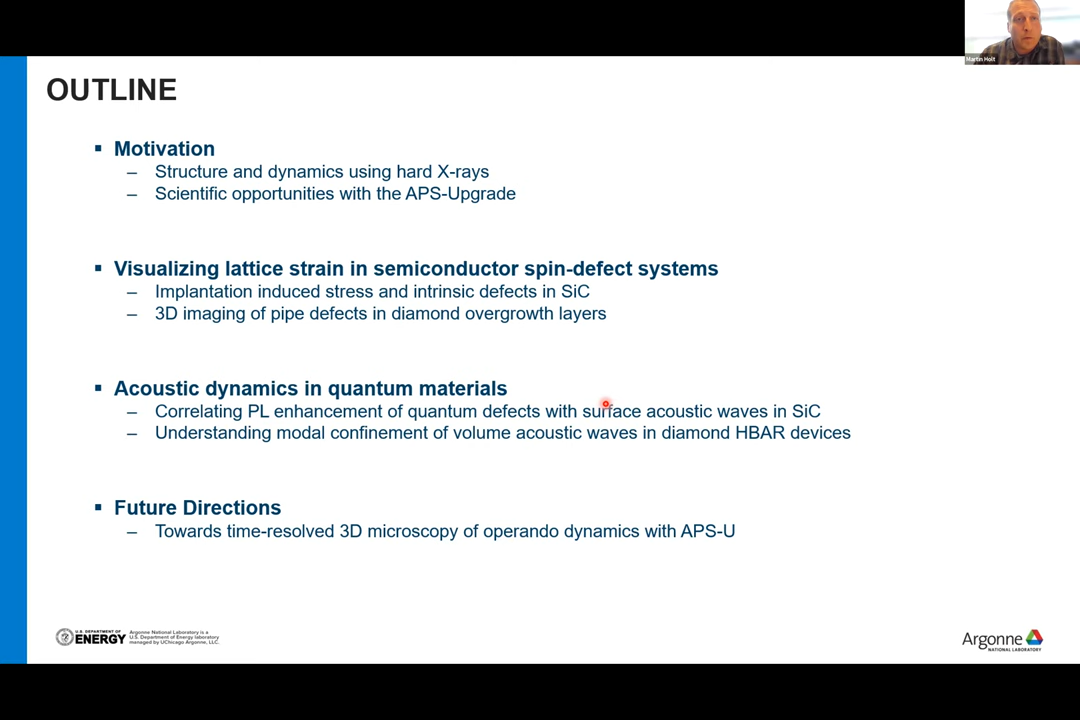 Martin Holt
OUTLINE
▪ Motivation
– Structure and dynamics using hard X-rays
– Scientific opportunities with the APS-Upgrade
▪ Visualizing lattice strain in semiconductor spin-defect systems
– Implantation induced stress and intrinsic defects in SiC
– 3D imaging of pipe defects in diamond overgrowth layers
▪ Acoustic dynamics in quantum materials
– Correlating PL enhancement of quantum defects with surface acoustic waves in SiC
– Understanding modal confinement of volume acoustic waves in diamond HBAR devices
▪ Future Directions
– Towards time-resolved 3D microscopy of operando dynamics with APS-U
U.S. DEPARTMENT OF
ENERGY
Argonne National Laboratory is a
U.S. Department of Energy laboratory
managed by UChicago Argonne, LLC.
Argonne
NATIONAL LABORATORY